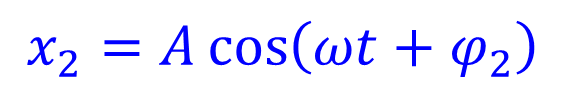 x₂ = A cos(ωt + φ₂)